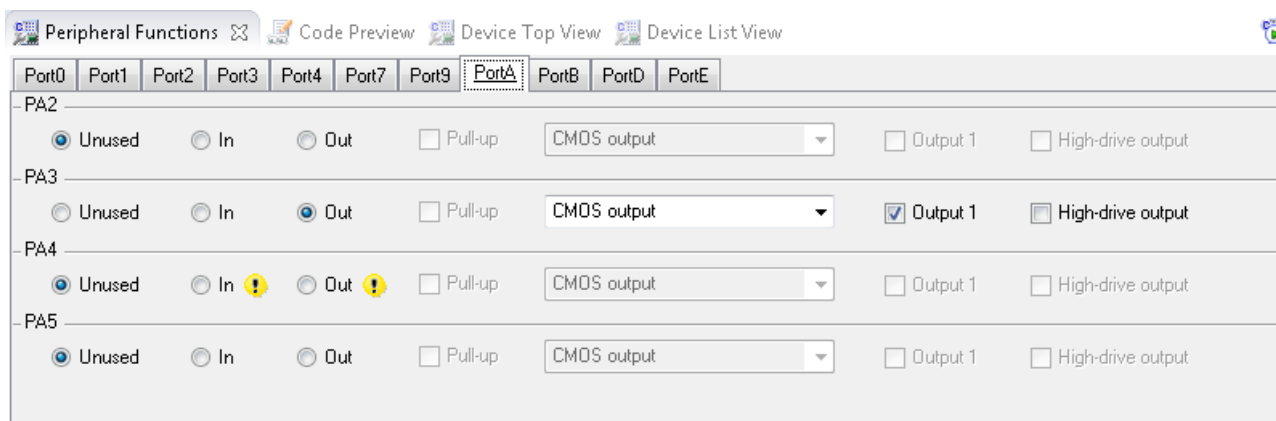 Peripheral Functions Code Preview Device Top View Device List View
Port0 Port1 Port2 Port3 Port4 Port7 Port9 PortA PortB PortD PortE
PA2
Unused In Out Pull-up CMOS output Output 1 High-drive output
PA3
Unused In Out Pull-up CMOS output Output 1 High-drive output
PA4
Unused In Out Pull-up CMOS output Output 1 High-drive output
PA5
Unused In Out Pull-up CMOS output Output 1 High-drive output